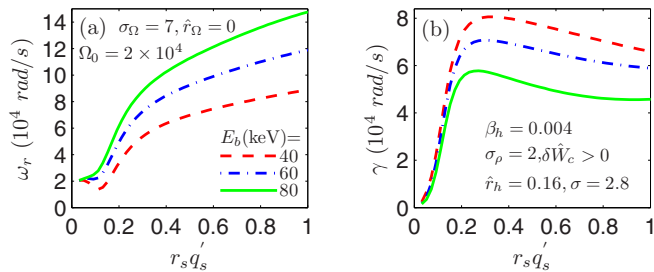 (a) σ_Ω = 7, r̂_Ω = 0
Ω_0 = 2 × 10^4 rad/s
ω_r (10^4 rad/s)
14
12
10
8
6
4
2
E_b(keV)=
40
60
80
0 0.2 0.4 0.6 0.8 1
r_s q_s'
(b)
γ (10^4 rad/s)
8
6
4
2
0
β_h = 0.004
σ_ρ = 2, δŴ_c > 0
r̂_h = 0.16, σ = 2.8
0 0.2 0.4 0.6 0.8 1
r_s q_s'